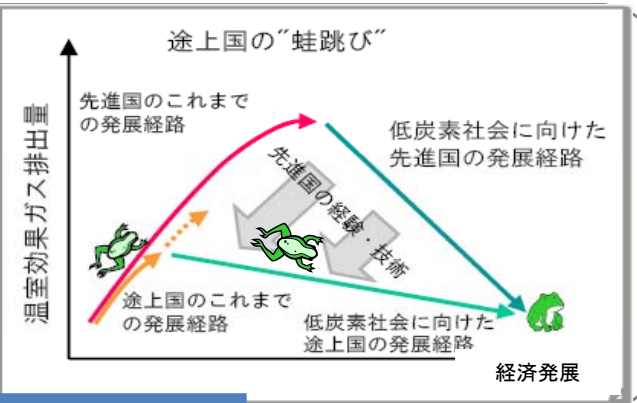 途上国の"蛙跳び"
先進国のこれまで
の発展経路
低炭素社会に向けた
先進国の発展経路
温室効果ガス排出量
先進国の経験・技術
途上国のこれまで
の発展経路
低炭素社会に向けた
途上国の発展経路
経済発展